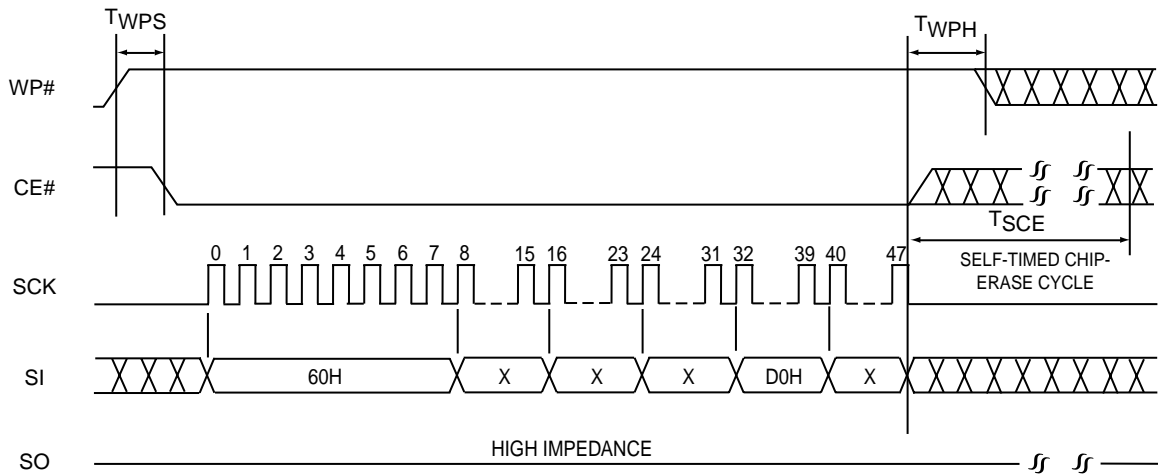 TWPS
TWPH
WP#
CE#
TSCE
0 1 2 3 4 5 6 7 8 15 16 23 24 31 32 39 40 47
SELF-TIMED CHIP-
ERASE CYCLE
SCK
SI
60H X X X D0H X
HIGH IMPEDANCE
SO